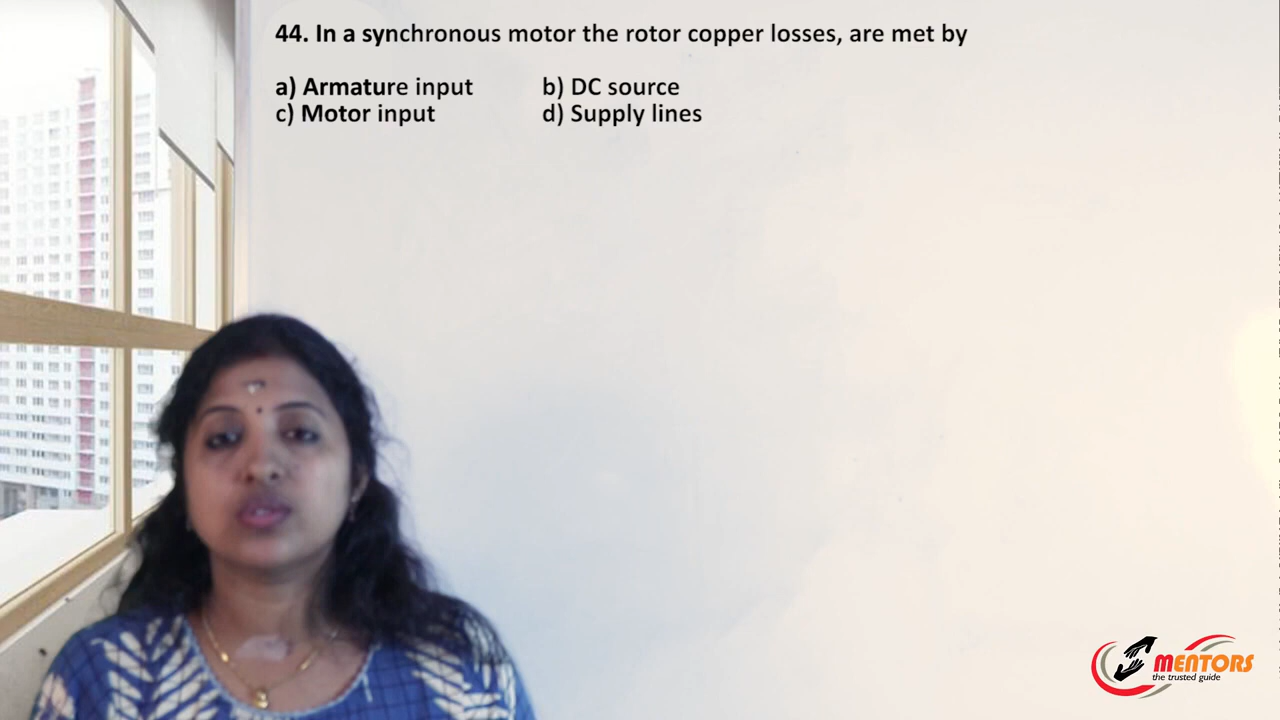 44. In a synchronous motor the rotor copper losses, are met by
a) Armature input b) DC source
c) Motor input d) Supply lines
MENTORS
the trusted guide